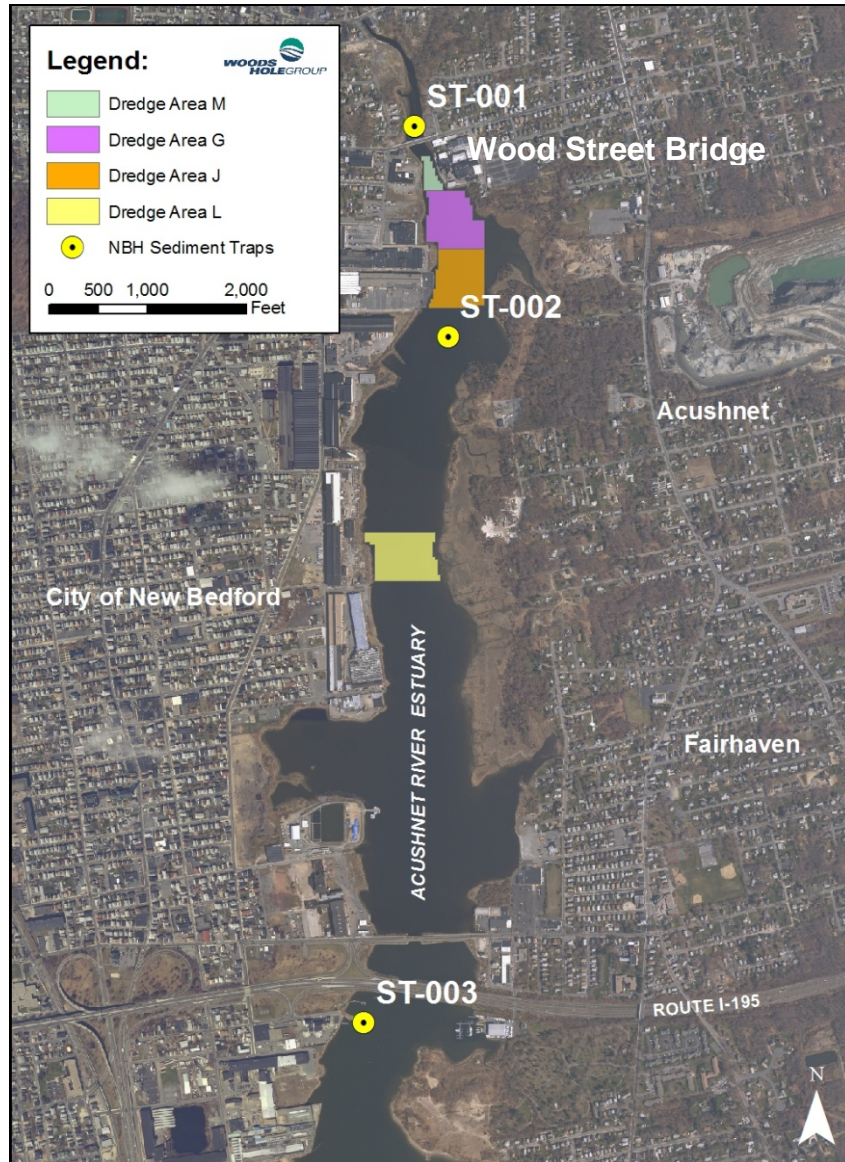 Legend:
WOODS
HOLE GROUP
Dredge Area M
Dredge Area G
Dredge Area J
Dredge Area L
NBH Sediment Traps
0 500 1,000 2,000
Feet
ST-001
Wood Street Bridge
ST-002
Acushnet
City of New Bedford
ACUSHNET RIVER ESTUARY
Fairhaven
ST-003
ROUTE I-195
N